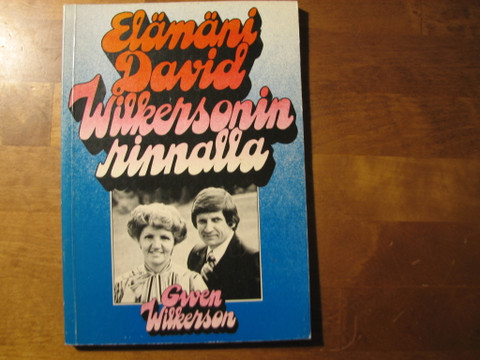 Elämäni
David
Wilkersonin
rinnalla
Gwen
Wilkerson